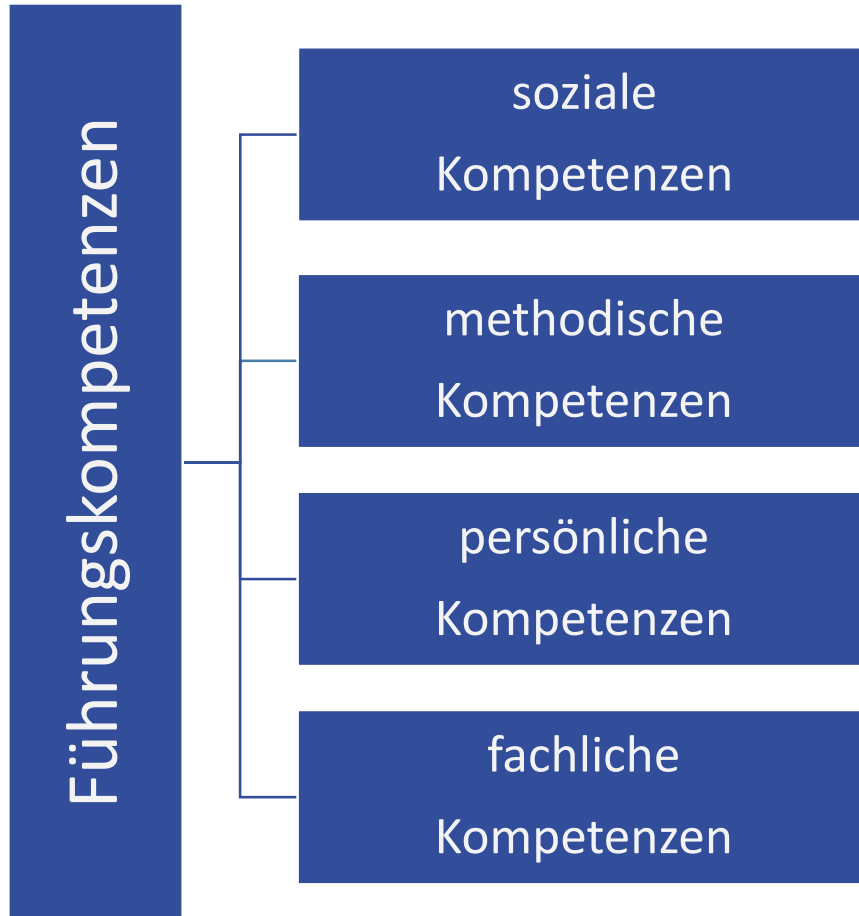 Führungskompetenzen
soziale
Kompetenzen
methodische
Kompetenzen
persönliche
Kompetenzen
fachliche
Kompetenzen